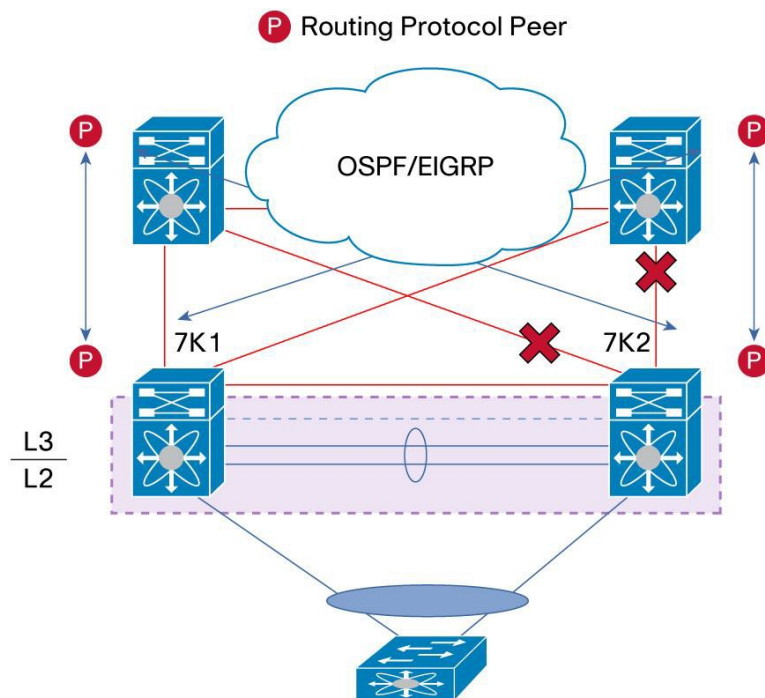 P Routing Protocol Peer
P
P
OSPF/EIGRP
7K1
7K2
P
P
L3
L2